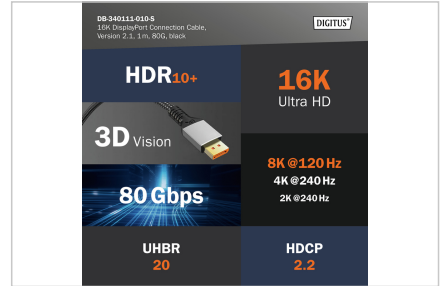 DB-340111-010-S
16K DisplayPort Connection Cable,
Version 2.1, 1 m, 80G, black
DIGITUS®
HDR10+
16K
Ultra HD
3D Vision
8K @120 Hz
4K @240 Hz
2K @240 Hz
80 Gbps
UHBR
20
HDCP
2.2